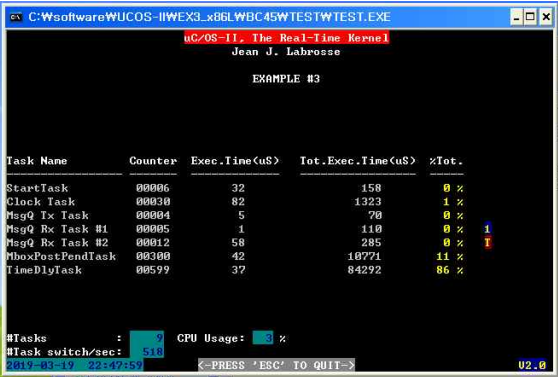 C:₩software₩UCOS-II₩EX3_x86L₩BC45₩TEST₩TEST.EXE
uC/OS-II, The Real-Time Kernel
Jean J. Labrosse
EXAMPLE #3
Task Name Counter Exec.Time(uS) Tot.Exec.Time(uS) %Tot.
StartTask 00006 32 158 0 %
Clock Task 00030 82 1323 1 %
MsgQ Tx Task 00004 5 70 0 %
MsgQ Rx Task #1 00005 1 110 0 % 1
MsgQ Rx Task #2 00012 58 285 0 % T
MboxPostPendTask 00300 42 10771 11 %
TimeDlyTask 00599 37 84292 86 %
#Tasks : 9 CPU Usage: 3 %
#Task switch/sec: 518
2019-03-19 22:47:59 <-PRESS 'ESC' TO QUIT-> V2.0